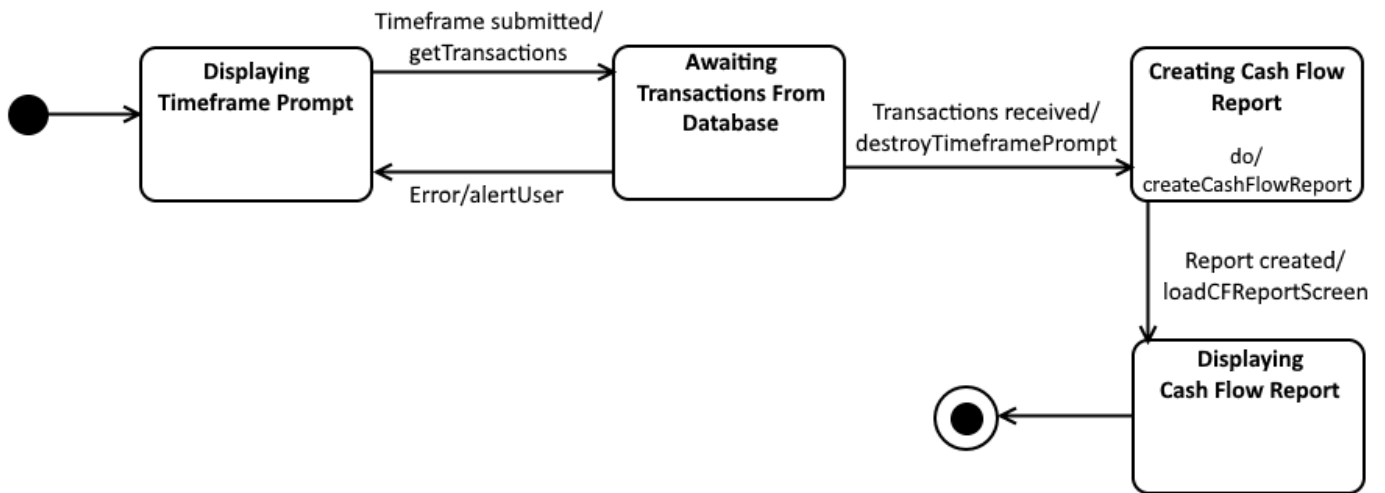 Timeframe submitted/
getTransactions
Displaying
Timeframe Prompt
Awaiting
Transactions From
Database
Error/alertUser
Transactions received/
destroyTimeframePrompt
Creating Cash Flow
Report
do/
createCashFlowReport
Report created/
loadCFReportScreen
Displaying
Cash Flow Report